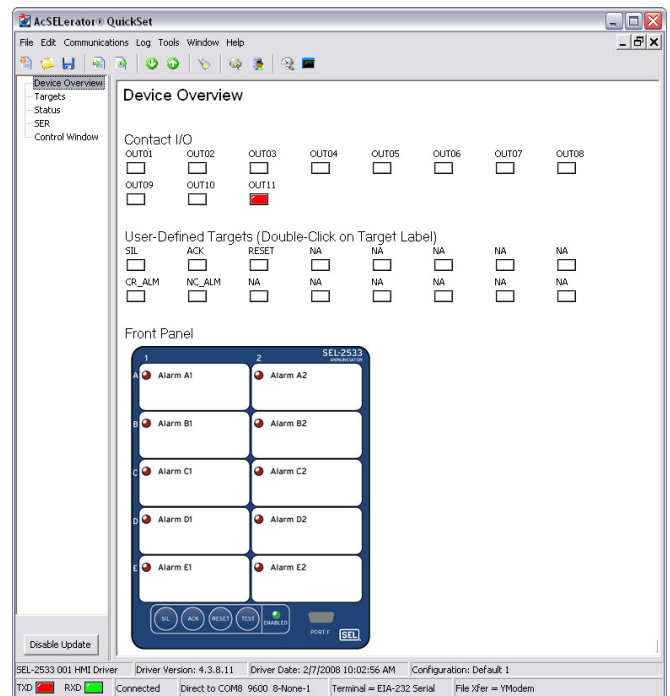 AcSELerator® QuickSet
File Edit Communications Log Tools Window Help
Device Overview
Targets
Status
SER
Control Window
Device Overview
Contact I/O
OUT01 OUT02 OUT03 OUT04 OUT05 OUT06 OUT07 OUT08
OUT09 OUT10 OUT11
User-Defined Targets (Double-Click on Target Label)
SIL ACK RESET NA NA NA NA NA
CR_ALM NC_ALM NA NA NA NA NA NA
Front Panel
1 2 SEL-2533
ANNUNCIATOR
A Alarm A1 Alarm A2
B Alarm B1 Alarm B2
C Alarm C1 Alarm C2
D Alarm D1 Alarm D2
E Alarm E1 Alarm E2
SIL ACK RESET TEST ENABLED
PORT F SEL
Disable Update
SEL-2533 001 HMI Driver Driver Version: 4.3.8.11 Driver Date: 2/7/2008 10:02:56 AM Configuration: Default 1
TXD RXD Connected Direct to COM8 9600 8-None-1 Terminal = EIA-232 Serial File Xfer = YModem